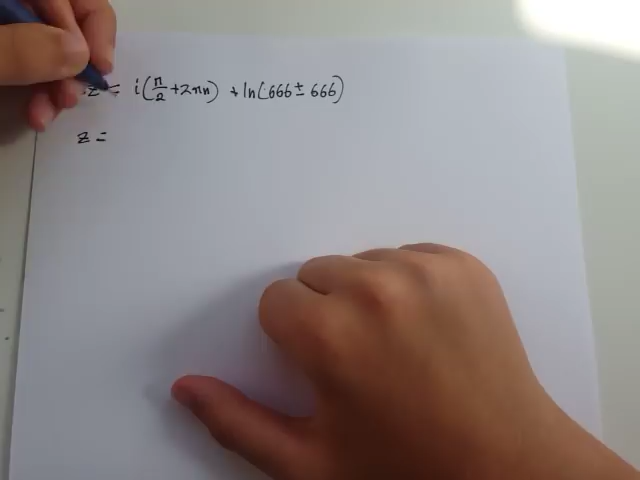 z = i(π/2 + 2πn) + ln(666 ± 666)
z =